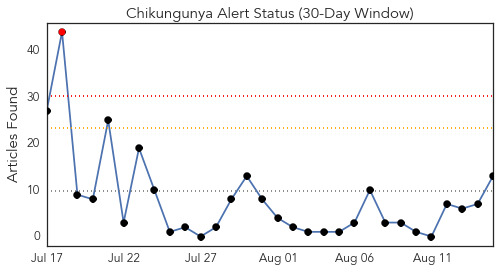 Chikungunya Alert Status (30-Day Window)
Articles Found
40
30
20
10
0
Jul 17 Jul 22 Jul 27 Aug 01 Aug 06 Aug 11